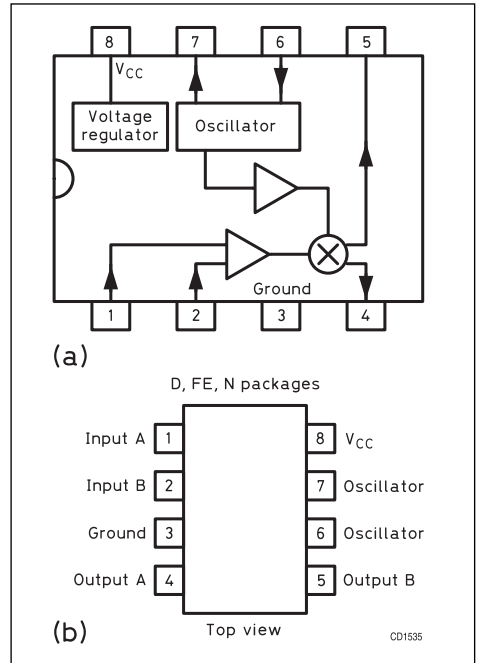 8 7 6 5
VCC
Voltage
regulator
Oscillator
Ground
1 2 3 4
(a)
D, FE, N packages
Input A 1 8 VCC
Input B 2 7 Oscillator
Ground 3 6 Oscillator
Output A 4 5 Output B
(b)
Top view
CD1535